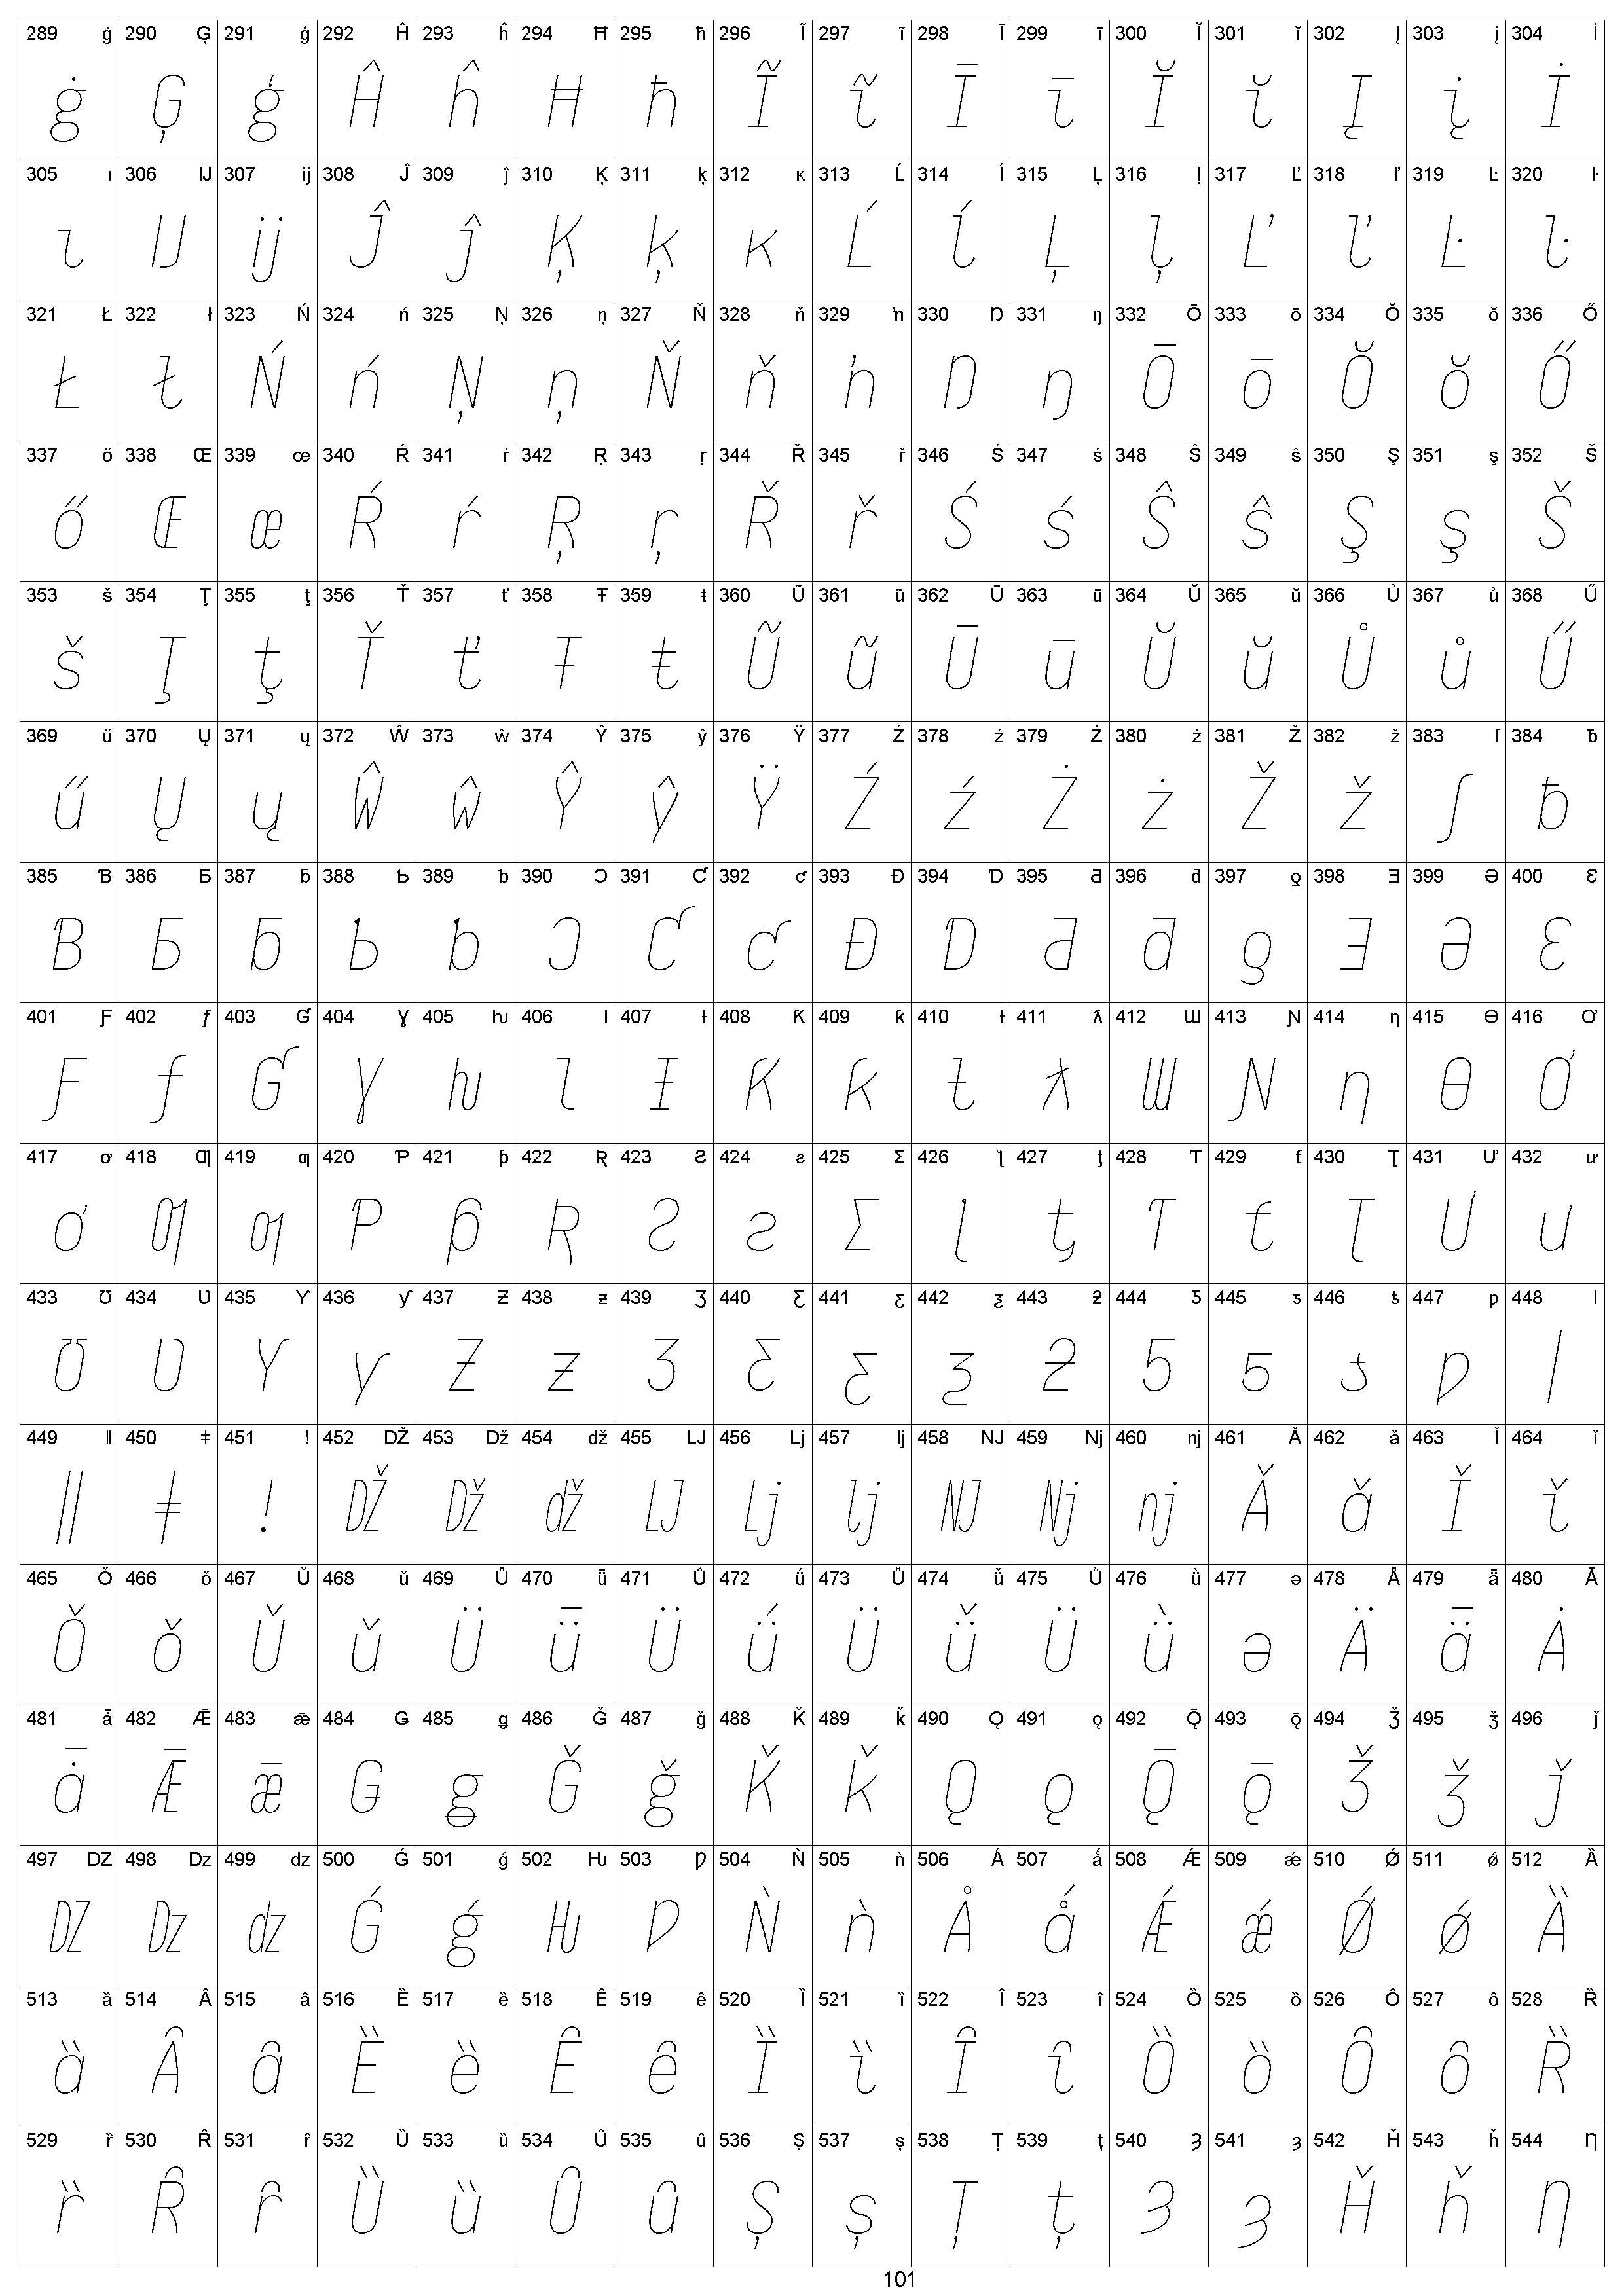 289 ġ 290 Ģ 291 ģ 292 Ĥ 293 ĥ 294 Ħ 295 ħ 296 Ĩ 297 ĩ 298 Ī 299 ī 300 Ĭ 301 ĭ 302 Į 303 į 304 İ
ġ Ģ ģ Ĥ ĥ Ħ ħ Ĩ ĩ Ī ī Ĭ ĭ Į į İ
305 ı 306 Ĳ 307 ĳ 308 Ĵ 309 ĵ 310 Ķ 311 ķ 312 ĸ 313 Ĺ 314 ĺ 315 Ļ 316 ļ 317 Ľ 318 ľ 319 Ŀ 320 ŀ
ı Ĳ ĳ Ĵ ĵ Ķ ķ ĸ Ĺ ĺ Ļ ļ Ľ ľ Ŀ ŀ
321 Ł 322 ł 323 Ń 324 ń 325 Ņ 326 ņ 327 Ň 328 ň 329 ŉ 330 Ŋ 331 ŋ 332 Ō 333 ō 334 Ŏ 335 ŏ 336 Ő
Ł ł Ń ń Ņ ņ Ň ň ŉ Ŋ ŋ Ō ō Ŏ ŏ Ő
337 ő 338 Œ 339 œ 340 Ŕ 341 ŕ 342 Ŗ 343 ŗ 344 Ř 345 ř 346 Ś 347 ś 348 Ŝ 349 ŝ 350 Ş 351 ş 352 Š
ő Œ œ Ŕ ŕ Ŗ ŗ Ř ř Ś ś Ŝ ŝ Ş ş Š
353 š 354 Ţ 355 ţ 356 Ť 357 ť 358 Ŧ 359 ŧ 360 Ũ 361 ũ 362 Ū 363 ū 364 Ŭ 365 ŭ 366 Ů 367 ů 368 Ű
š Ţ ţ Ť ť Ŧ ŧ Ũ ũ Ū ū Ŭ ŭ Ů ů Ű
369 ű 370 Ų 371 ų 372 Ŵ 373 ŵ 374 Ŷ 375 ŷ 376 Ÿ 377 Ź 378 ź 379 Ż 380 ż 381 Ž 382 ž 383 ſ 384 ƀ
ű Ų ų Ŵ ŵ Ŷ ŷ Ÿ Ź ź Ż ż Ž ž ſ ƀ
385 Ɓ 386 Ƃ 387 ƃ 388 Ƅ 389 ƅ 390 Ɔ 391 Ƈ 392 ƈ 393 Ɖ 394 Ɗ 395 Ƌ 396 ƌ 397 ƍ 398 Ǝ 399 Ə 400 Ɛ
Ɓ Ƃ ƃ Ƅ ƅ Ɔ Ƈ ƈ Ɖ Ɗ Ƌ ƌ ƍ Ǝ Ə Ɛ
401 Ƒ 402 ƒ 403 Ɠ 404 Ɣ 405 ƕ 406 Ɩ 407 Ɨ 408 Ƙ 409 ƙ 410 ƚ 411 ƛ 412 Ɯ 413 Ɲ 414 ƞ 415 Ɵ 416 Ơ
Ƒ ƒ Ɠ Ɣ ƕ Ɩ Ɨ Ƙ ƙ ƚ ƛ Ɯ Ɲ ƞ Ɵ Ơ
417 ơ 418 Ƣ 419 ƣ 420 Ƥ 421 ƥ 422 Ʀ 423 Ƨ 424 ƨ 425 Ʃ 426 ƪ 427 ƫ 428 Ƭ 429 ƭ 430 Ʈ 431 Ư 432 ư
ơ Ƣ ƣ Ƥ ƥ Ʀ Ƨ ƨ Ʃ ƪ ƫ Ƭ ƭ Ʈ Ư ư
433 Ʊ 434 Ʋ 435 Ƴ 436 ƴ 437 Ƶ 438 ƶ 439 Ʒ 440 Ƹ 441 ƹ 442 ƺ 443 ƻ 444 Ƽ 445 ƽ 446 ƾ 447 ƿ 448 ǀ
Ʊ Ʋ Ƴ ƴ Ƶ ƶ Ʒ Ƹ ƹ ƺ ƻ Ƽ ƽ ƾ ƿ ǀ
449 ǁ 450 ǂ 451 ǃ 452 Ǆ 453 ǅ 454 ǆ 455 Ǉ 456 ǈ 457 ǉ 458 Ǌ 459 ǋ 460 ǌ 461 Ǎ 462 ǎ 463 Ǐ 464 ǐ
ǁ ǂ ǃ Ǆ ǅ ǆ Ǉ ǈ ǉ Ǌ ǋ ǌ Ǎ ǎ Ǐ ǐ
465 Ǒ 466 ǒ 467 Ǔ 468 ǔ 469 Ǖ 470 ǖ 471 Ǘ 472 ǘ 473 Ǚ 474 ǚ 475 Ǜ 476 ǜ 477 ǝ 478 Ǟ 479 ǟ 480 Ǡ
Ǒ ǒ Ǔ ǔ Ü ǖ Ü ǘ Ü ǚ Ü ǜ ǝ Ä ǟ Ȧ
481 ǡ 482 Ǣ 483 ǣ 484 Ǥ 485 ǥ 486 Ǧ 487 ǧ 488 Ǩ 489 ǩ 490 Ǫ 491 ǫ 492 Ǭ 493 ǭ 494 Ǯ 495 ǯ 496 ǰ
ǡ Ǣ ǣ Ǥ ǥ Ǧ ǧ Ǩ ǩ Ǫ ǫ Ǭ ǭ Ǯ ǯ ǰ
497 Ǳ 498 ǲ 499 ǳ 500 Ǵ 501 ǵ 502 Ƕ 503 Ƿ 504 Ǹ 505 ǹ 506 Ǻ 507 ǻ 508 Ǽ 509 ǽ 510 Ǿ 511 ǿ 512 Ȁ
Ǳ ǲ ǳ Ǵ ǵ Ƕ Ƿ Ǹ ǹ Å ǻ Ǽ ǽ Ǿ ǿ Ȁ
513 ȁ 514 Ȃ 515 ȃ 516 Ȅ 517 ȅ 518 Ȇ 519 ȇ 520 Ȉ 521 ȉ 522 Ȋ 523 ȋ 524 Ȍ 525 ȍ 526 Ȏ 527 ȏ 528 Ȑ
ȁ Ȃ ȃ Ȅ ȅ Ȇ ȇ Ȉ ȉ Ȋ ȋ Ȍ ȍ Ȏ ȏ Ȑ
529 ȑ 530 Ȓ 531 ȓ 532 Ȕ 533 ȕ 534 Ȗ 535 ȗ 536 Ș 537 ș 538 Ț 539 ț 540 Ȝ 541 ȝ 542 Ȟ 543 ȟ 544 Ƞ
ȑ Ȓ ȓ Ȕ ȕ Ȗ ȗ Ș ș Ț ț Ȝ ȝ Ȟ ȟ Ƞ
101